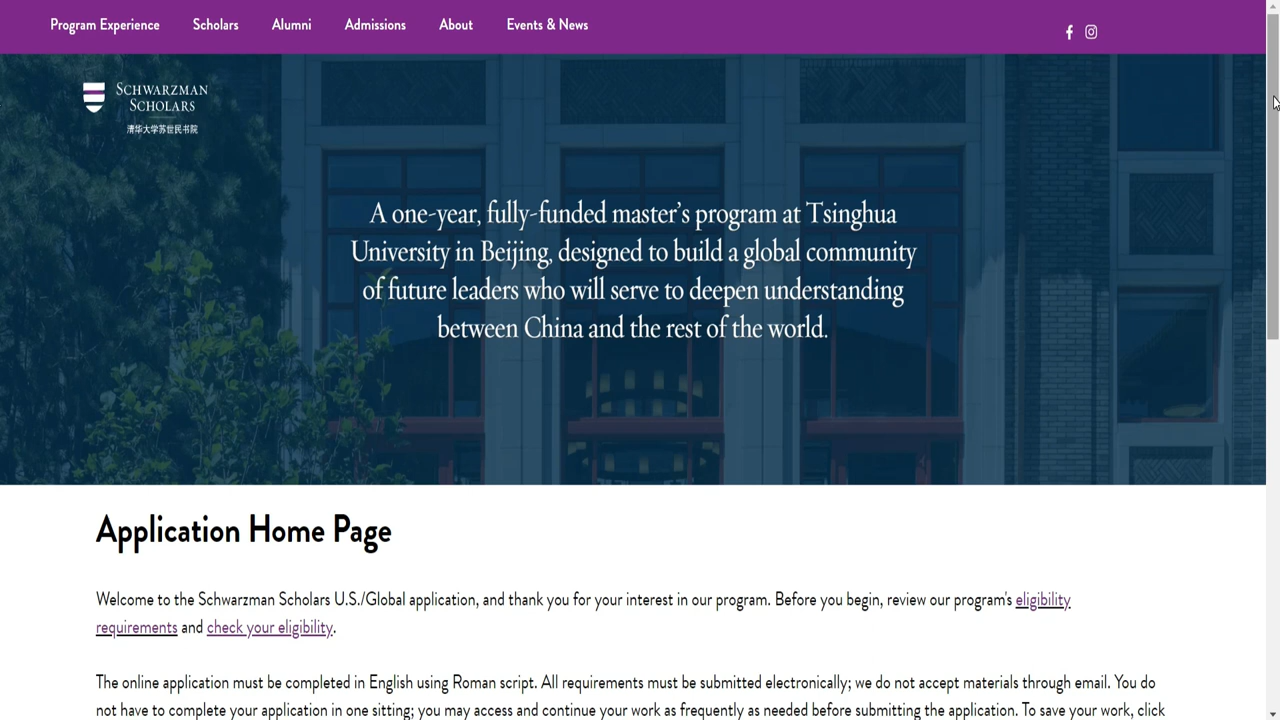 Program Experience Scholars Alumni Admissions About Events & News
SCHWARZMAN
SCHOLARS
清华大学苏世民书院
A one-year, fully-funded master's program at Tsinghua
University in Beijing, designed to build a global community
of future leaders who will serve to deepen understanding
between China and the rest of the world.
Application Home Page
Welcome to the Schwarzman Scholars U.S./Global application, and thank you for your interest in our program. Before you begin, review our program's eligibility
requirements and check your eligibility.
The online application must be completed in English using Roman script. All requirements must be submitted electronically; we do not accept materials through email. You do
not have to complete your application in one sitting; you may access and continue your work as frequently as needed before submitting the application. To save your work, click